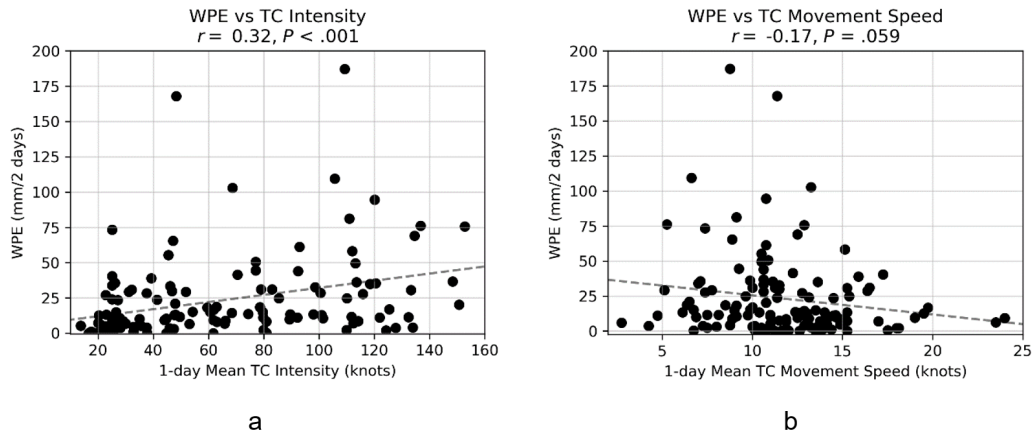 WPE vs TC Intensity
r = 0.32, P < .001
200
175
150
125
100
75
50
25
0
WPE (mm/2 days)
20 40 60 80 100 120 140 160
1-day Mean TC Intensity (knots)
a
WPE vs TC Movement Speed
r = -0.17, P = .059
200
175
150
125
100
75
50
25
0
WPE (mm/2 days)
5 10 15 20 25
1-day Mean TC Movement Speed (knots)
b